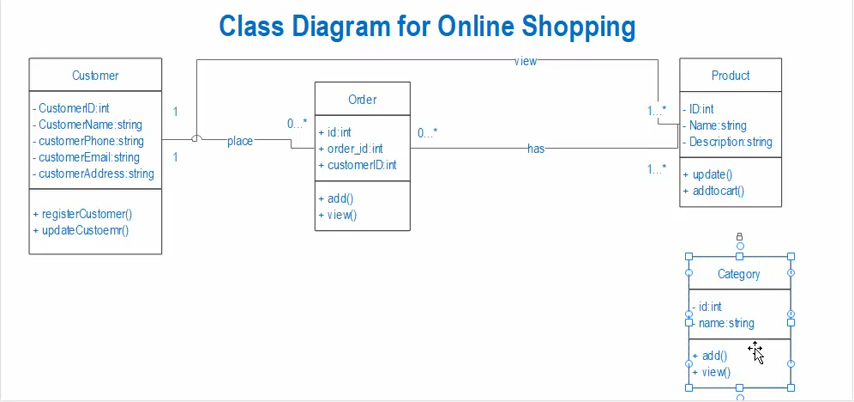 Class Diagram for Online Shopping
view
Customer
- CustomerID:int
- CustomerName:string
- customerPhone:string
- customerEmail:string
- customerAddress:string
+ registerCustomer()
+ updateCustoemr()
1
1
place
0...*
Order
+ id:int
+ order_id:int
+ customerID:int
+ add()
+ view()
0...*
has
1...*
1...*
Product
- ID:int
- Name:string
- Description:string
+ update()
+ addtocart()
Category
- id:int
- name:string
+ add()
+ view()